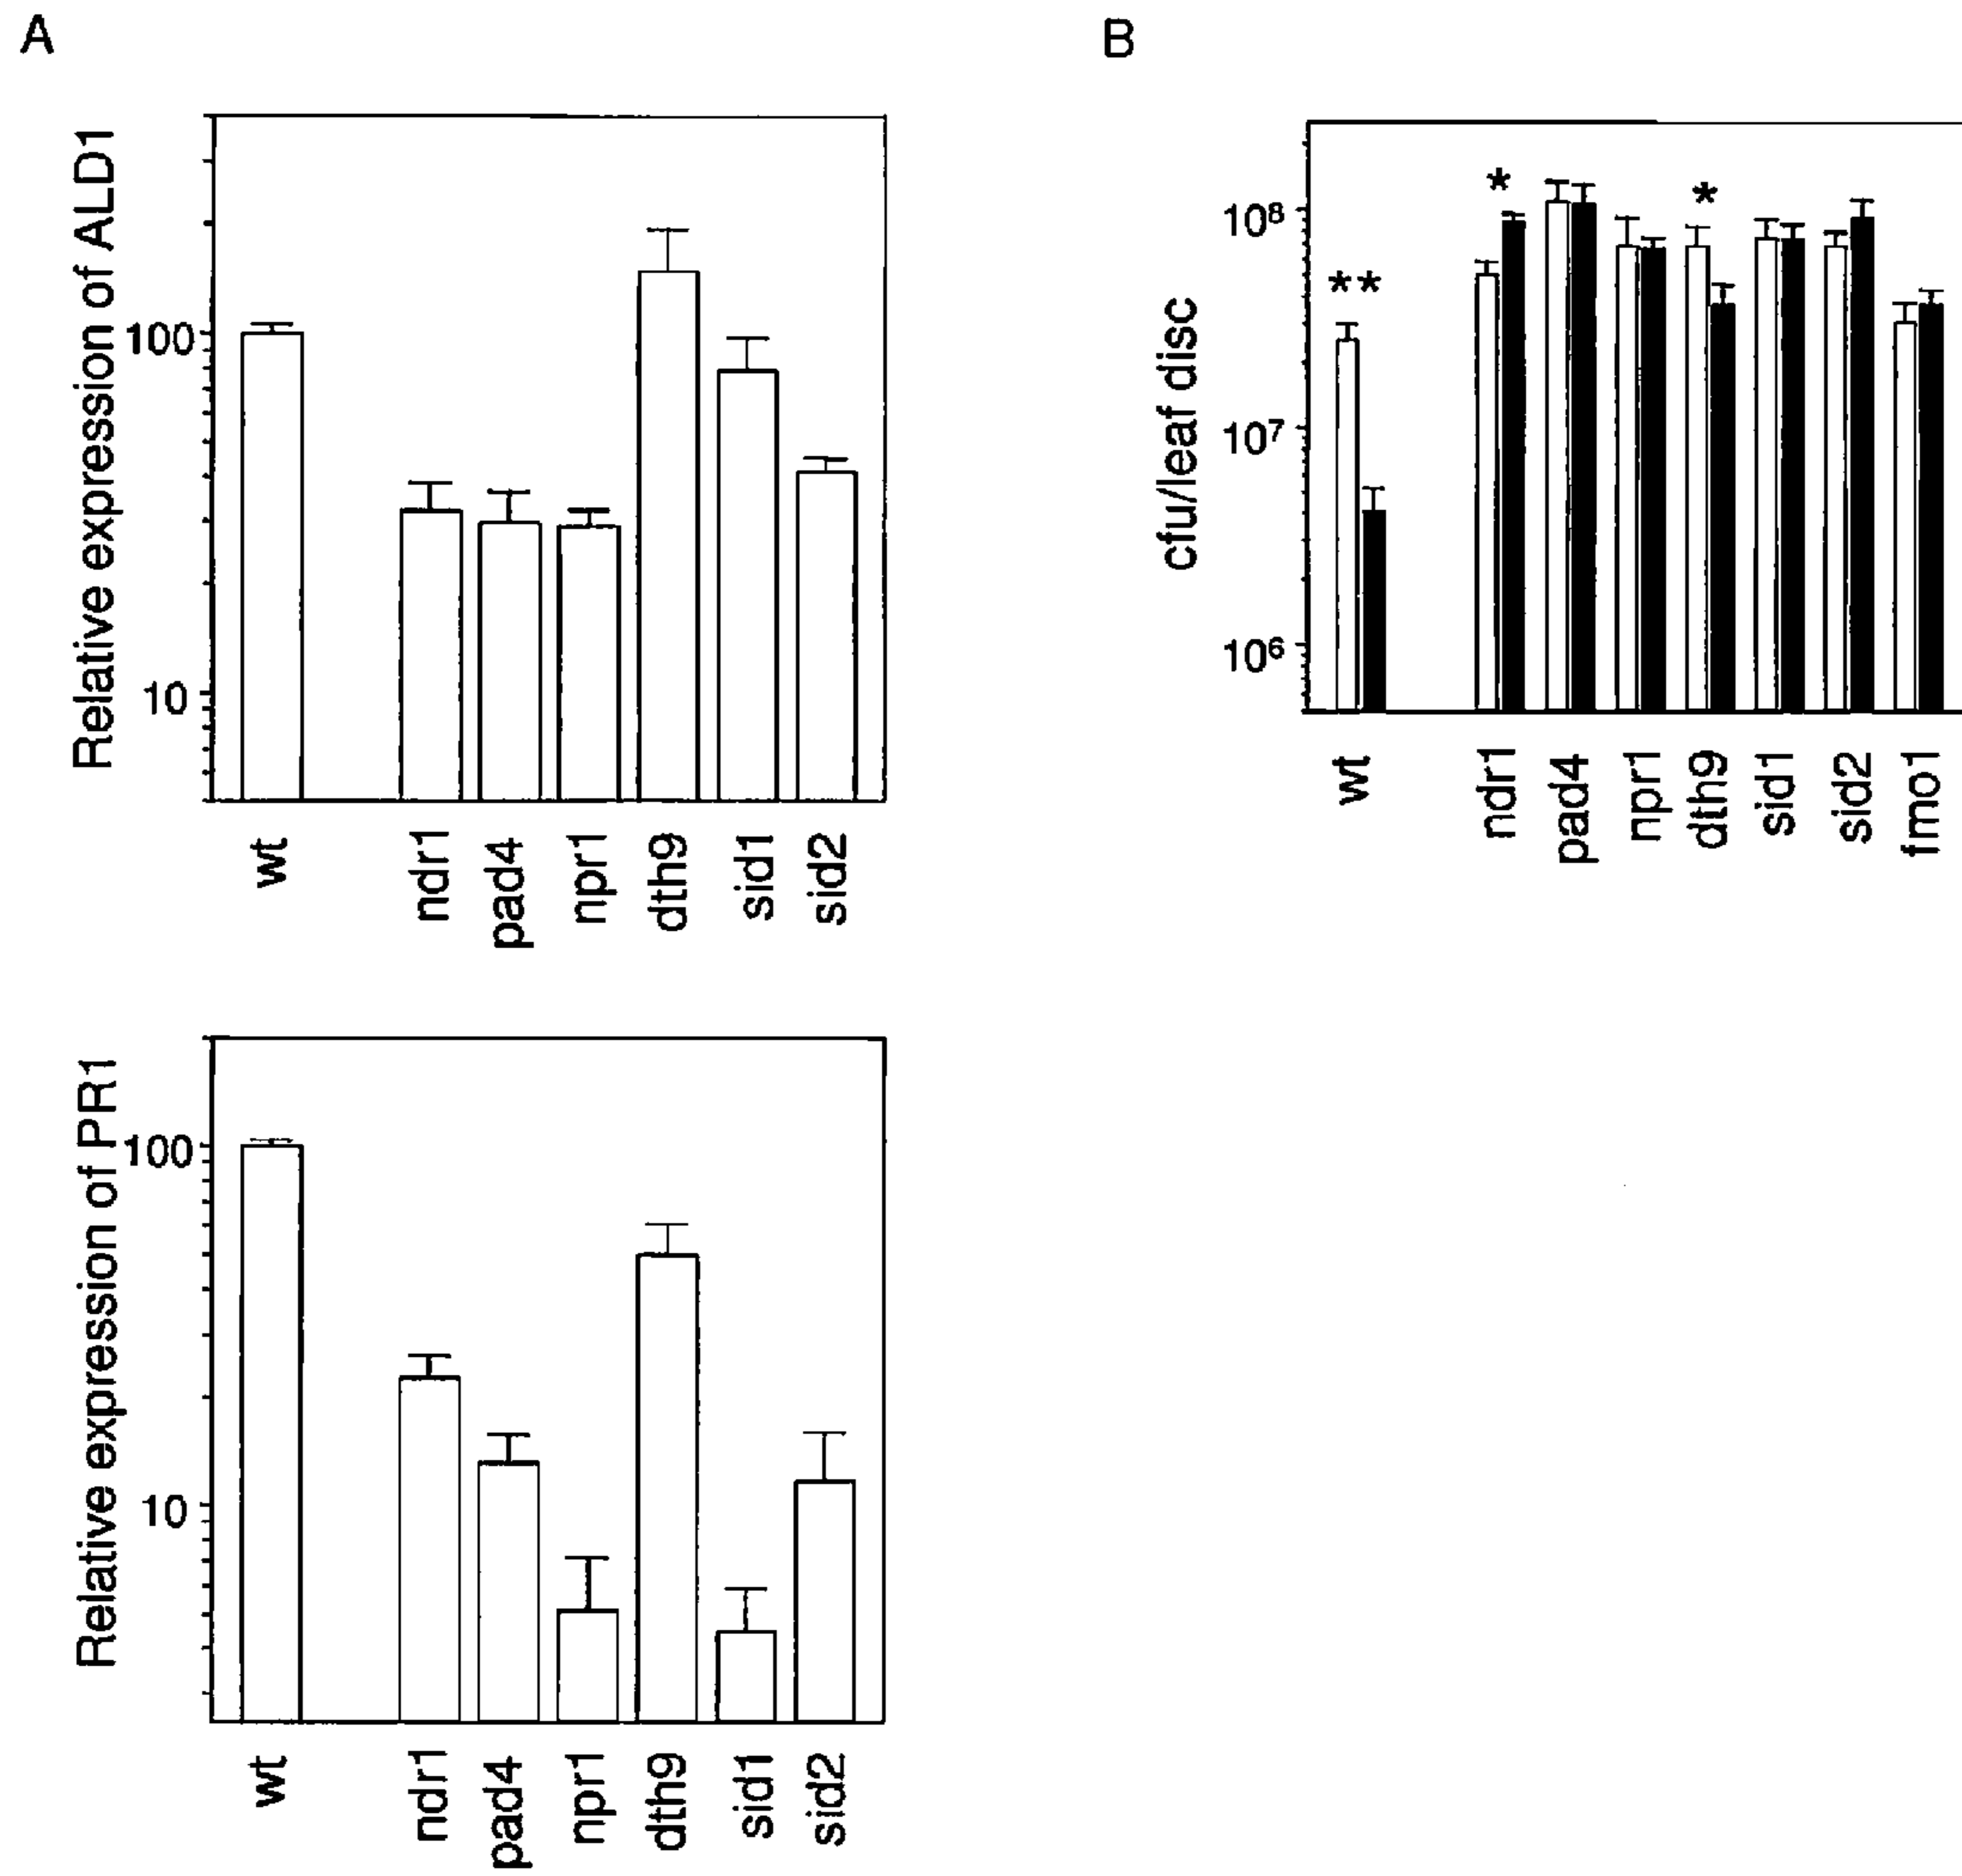 A
Relative expression of ALD1
100
10
wt
ndr1
pad4
npr1
dth9
sid1
sid2
Relative expression of PR1
100
10
wt
ndr1
pad4
npr1
dth9
sid1
sid2
B
cfu/leaf disc
10⁸
10⁷
10⁶
**
*
*
wt
ndr1
pad4
npr1
dth9
sid1
sid2
fmo1